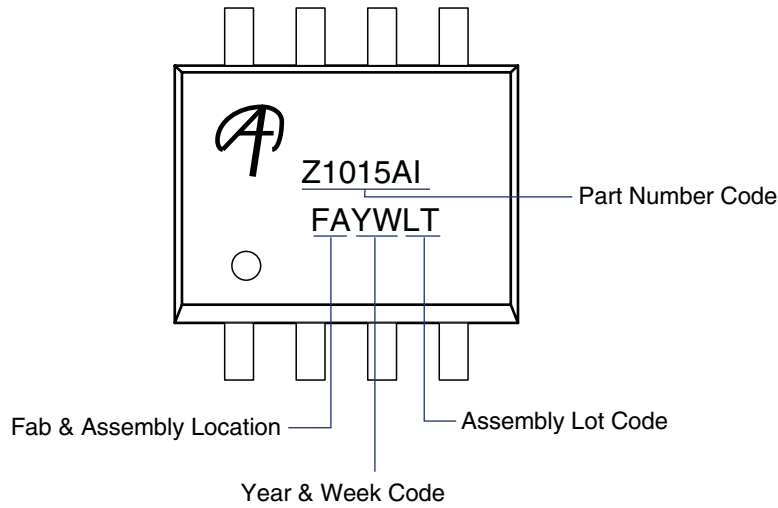 Z1015AI
Part Number Code
FAYWLT
Fab & Assembly Location
Assembly Lot Code
Year & Week Code